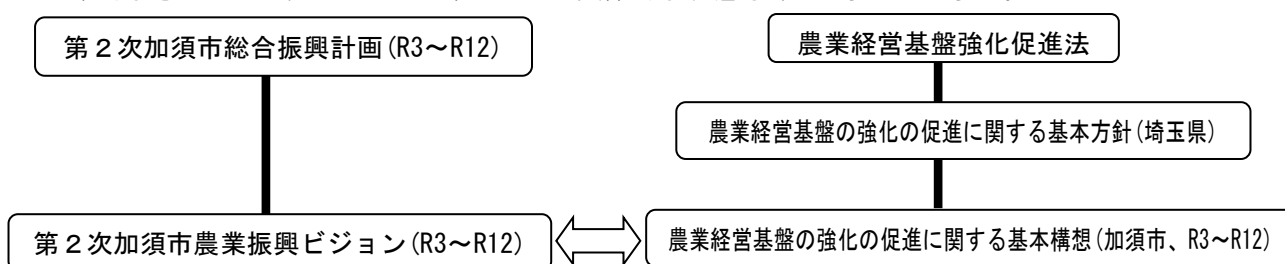 第２次加須市総合振興計画(R3～R12)
農業経営基盤強化促進法
農業経営基盤の強化の促進に関する基本方針(埼玉県)
第２次加須市農業振興ビジョン(R3～R12)
農業経営基盤の強化の促進に関する基本構想(加須市、R3～R12)